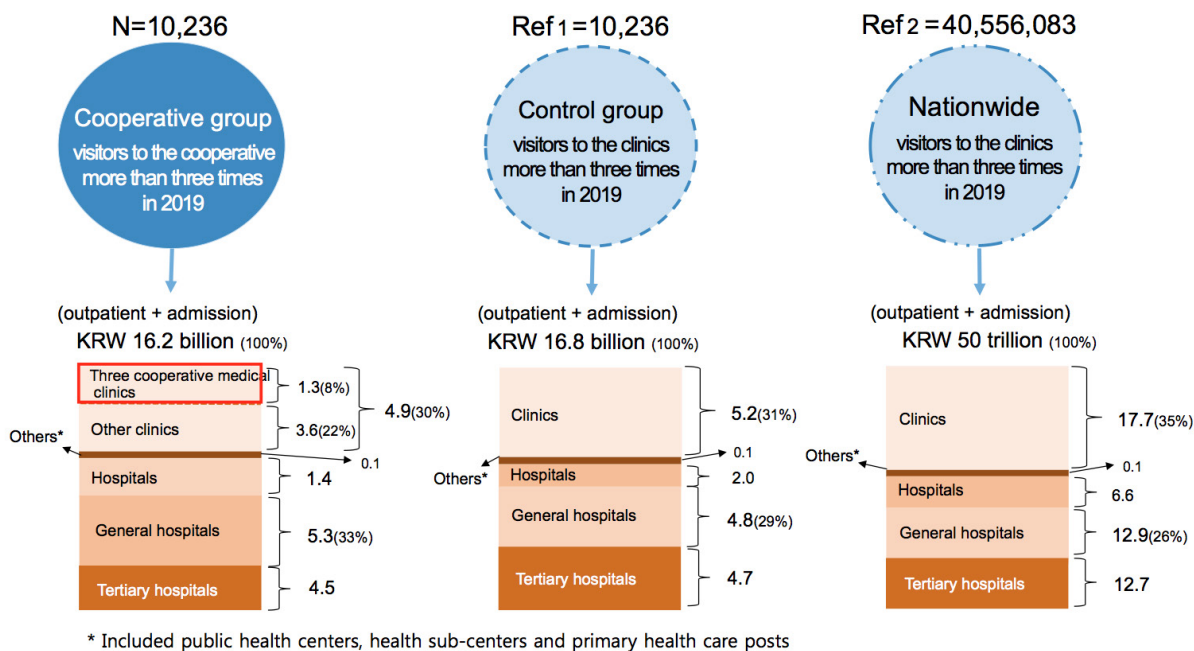 N=10,236
Cooperative group
visitors to the cooperative
more than three times
in 2019
(outpatient + admission)
KRW 16.2 billion (100%)
Three cooperative medical
clinics
1.3(8%)
Other clinics
3.6(22%)
4.9(30%)
Others*
0.1
Hospitals
1.4
General hospitals
5.3(33%)
Tertiary hospitals
4.5
Ref 1 =10,236
Control group
visitors to the clinics
more than three times
in 2019
(outpatient + admission)
KRW 16.8 billion (100%)
Clinics
5.2(31%)
Others*
0.1
Hospitals
2.0
General hospitals
4.8(29%)
Tertiary hospitals
4.7
Ref 2 = 40,556,083
Nationwide
visitors to the clinics
more than three times
in 2019
(outpatient + admission)
KRW 50 trillion (100%)
Clinics
17.7(35%)
Others*
0.1
Hospitals
6.6
General hospitals
12.9(26%)
Tertiary hospitals
12.7
* Included public health centers, health sub-centers and primary health care posts